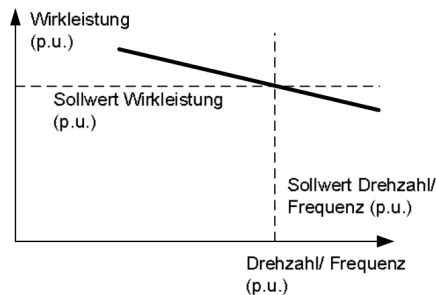 Wirkleistung
(p.u.)
Sollwert Wirkleistung
(p.u.)
Sollwert Drehzahl/
Frequenz (p.u.)
Drehzahl/ Frequenz
(p.u.)